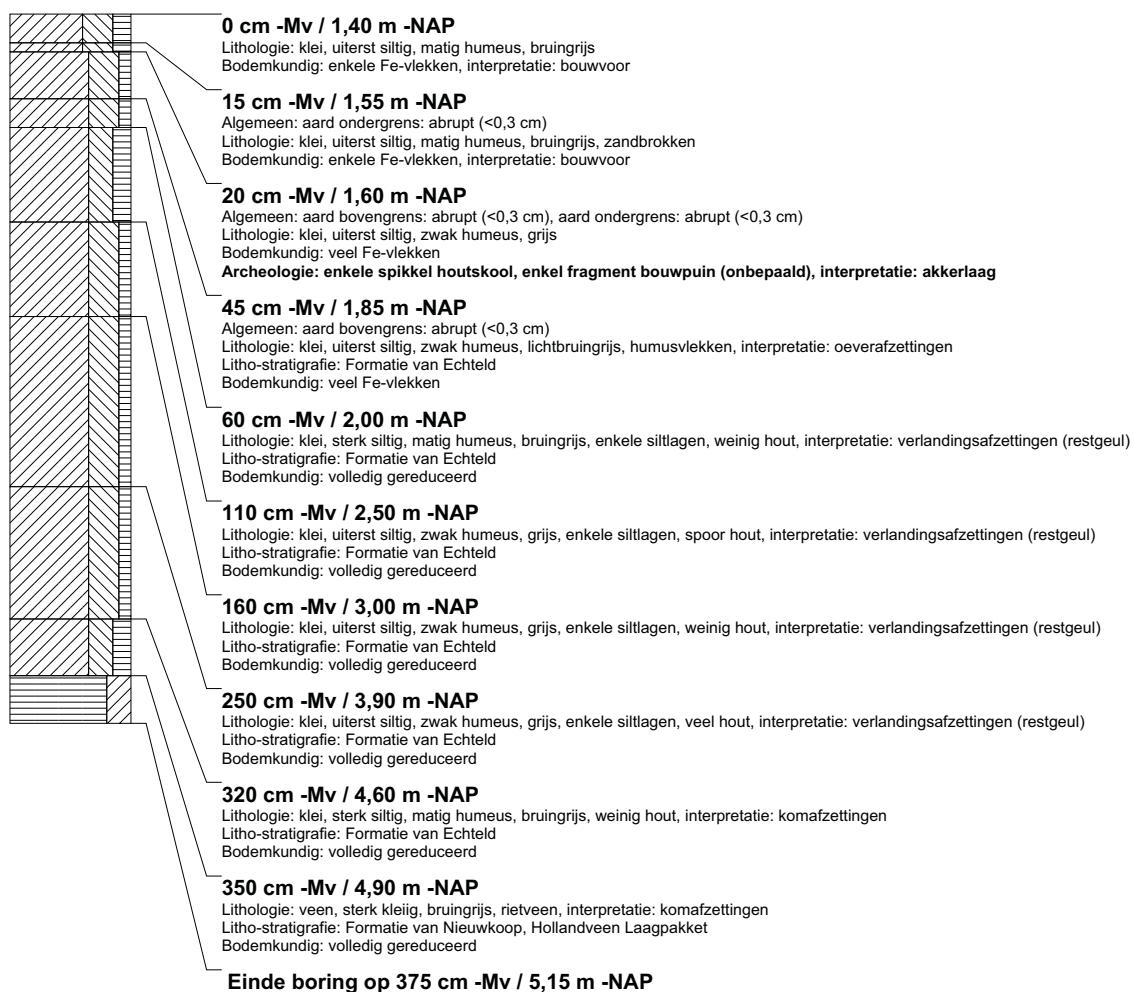 0 cm -Mv / 1,40 m -NAP
Lithologie: klei, uiterst siltig, matig humeus, bruingrijs
Bodemkundig: enkele Fe-vlekken, interpretatie: bouwvoor
15 cm -Mv / 1,55 m -NAP
Algemeen: aard ondergrens: abrupt (<0,3 cm)
Lithologie: klei, uiterst siltig, matig humeus, bruingrijs, zandbrokken
Bodemkundig: enkele Fe-vlekken, interpretatie: bouwvoor
20 cm -Mv / 1,60 m -NAP
Algemeen: aard bovengrens: abrupt (<0,3 cm), aard ondergrens: abrupt (<0,3 cm)
Lithologie: klei, uiterst siltig, zwak humeus, grijs
Bodemkundig: veel Fe-vlekken
Archeologie: enkele spikkel houtskool, enkel fragment bouwpuin (onbepaald), interpretatie: akkerlaag
45 cm -Mv / 1,85 m -NAP
Algemeen: aard bovengrens: abrupt (<0,3 cm)
Lithologie: klei, uiterst siltig, zwak humeus, lichtbruingrijs, humusvlekken, interpretatie: oeverafzettingen
Litho-stratigrafie: Formatie van Echteld
Bodemkundig: veel Fe-vlekken
60 cm -Mv / 2,00 m -NAP
Lithologie: klei, sterk siltig, matig humeus, bruingrijs, enkele siltlagen, weinig hout, interpretatie: verlandingsafzettingen (restgeul)
Litho-stratigrafie: Formatie van Echteld
Bodemkundig: volledig gereduceerd
110 cm -Mv / 2,50 m -NAP
Lithologie: klei, uiterst siltig, zwak humeus, grijs, enkele siltlagen, spoor hout, interpretatie: verlandingsafzettingen (restgeul)
Litho-stratigrafie: Formatie van Echteld
Bodemkundig: volledig gereduceerd
160 cm -Mv / 3,00 m -NAP
Lithologie: klei, uiterst siltig, zwak humeus, grijs, enkele siltlagen, weinig hout, interpretatie: verlandingsafzettingen (restgeul)
Litho-stratigrafie: Formatie van Echteld
Bodemkundig: volledig gereduceerd
250 cm -Mv / 3,90 m -NAP
Lithologie: klei, uiterst siltig, zwak humeus, grijs, enkele siltlagen, veel hout, interpretatie: verlandingsafzettingen (restgeul)
Litho-stratigrafie: Formatie van Echteld
Bodemkundig: volledig gereduceerd
320 cm -Mv / 4,60 m -NAP
Lithologie: klei, sterk siltig, matig humeus, bruingrijs, weinig hout, interpretatie: komafzettingen
Litho-stratigrafie: Formatie van Echteld
Bodemkundig: volledig gereduceerd
350 cm -Mv / 4,90 m -NAP
Lithologie: veen, sterk kleiig, bruingrijs, rietveen, interpretatie: komafzettingen
Litho-stratigrafie: Formatie van Nieuwkoop, Hollandveen Laagpakket
Bodemkundig: volledig gereduceerd
Einde boring op 375 cm -Mv / 5,15 m -NAP